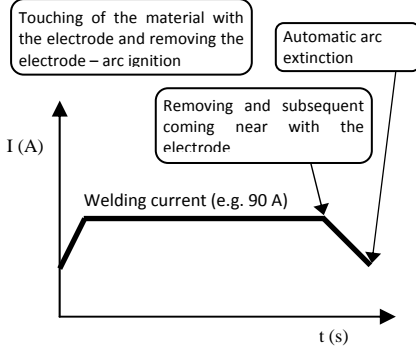 Touching of the material with
the electrode and removing the
electrode – arc ignition
Automatic arc
extinction
Removing and subsequent
coming near with the
electrode
I (A)
Welding current (e.g. 90 A)
t (s)